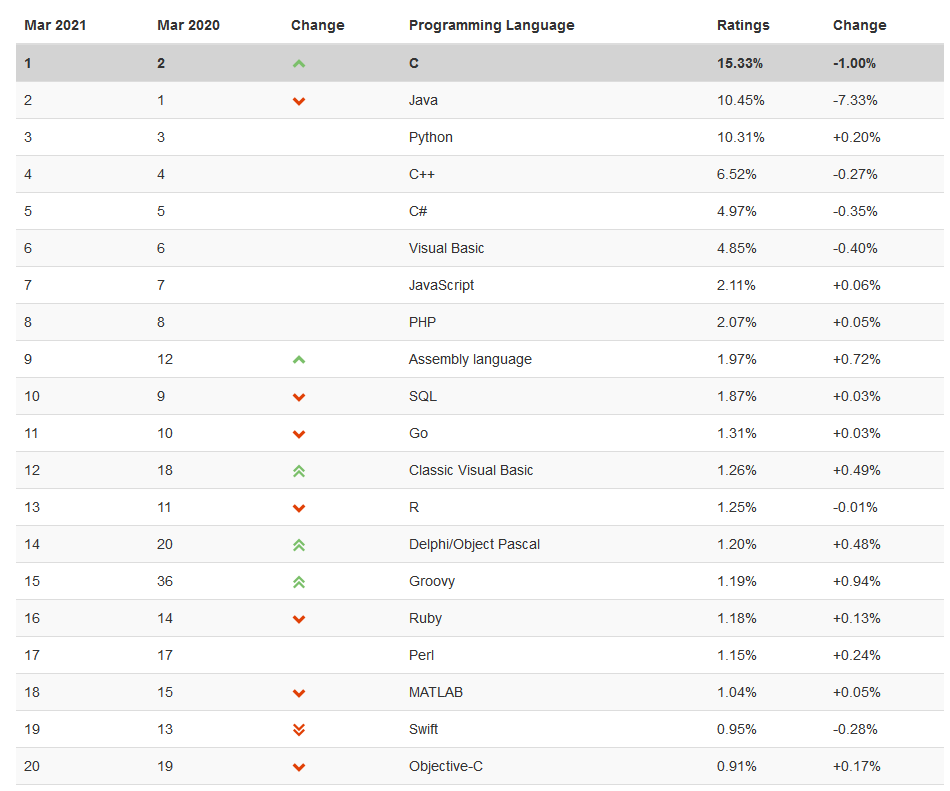 Mar 2021 Mar 2020 Change Programming Language Ratings Change
1 2 C 15.33% -1.00%
2 1 Java 10.45% -7.33%
3 3 Python 10.31% +0.20%
4 4 C++ 6.52% -0.27%
5 5 C# 4.97% -0.35%
6 6 Visual Basic 4.85% -0.40%
7 7 JavaScript 2.11% +0.06%
8 8 PHP 2.07% +0.05%
9 12 Assembly language 1.97% +0.72%
10 9 SQL 1.87% +0.03%
11 10 Go 1.31% +0.03%
12 18 Classic Visual Basic 1.26% +0.49%
13 11 R 1.25% -0.01%
14 20 Delphi/Object Pascal 1.20% +0.48%
15 36 Groovy 1.19% +0.94%
16 14 Ruby 1.18% +0.13%
17 17 Perl 1.15% +0.24%
18 15 MATLAB 1.04% +0.05%
19 13 Swift 0.95% -0.28%
20 19 Objective-C 0.91% +0.17%